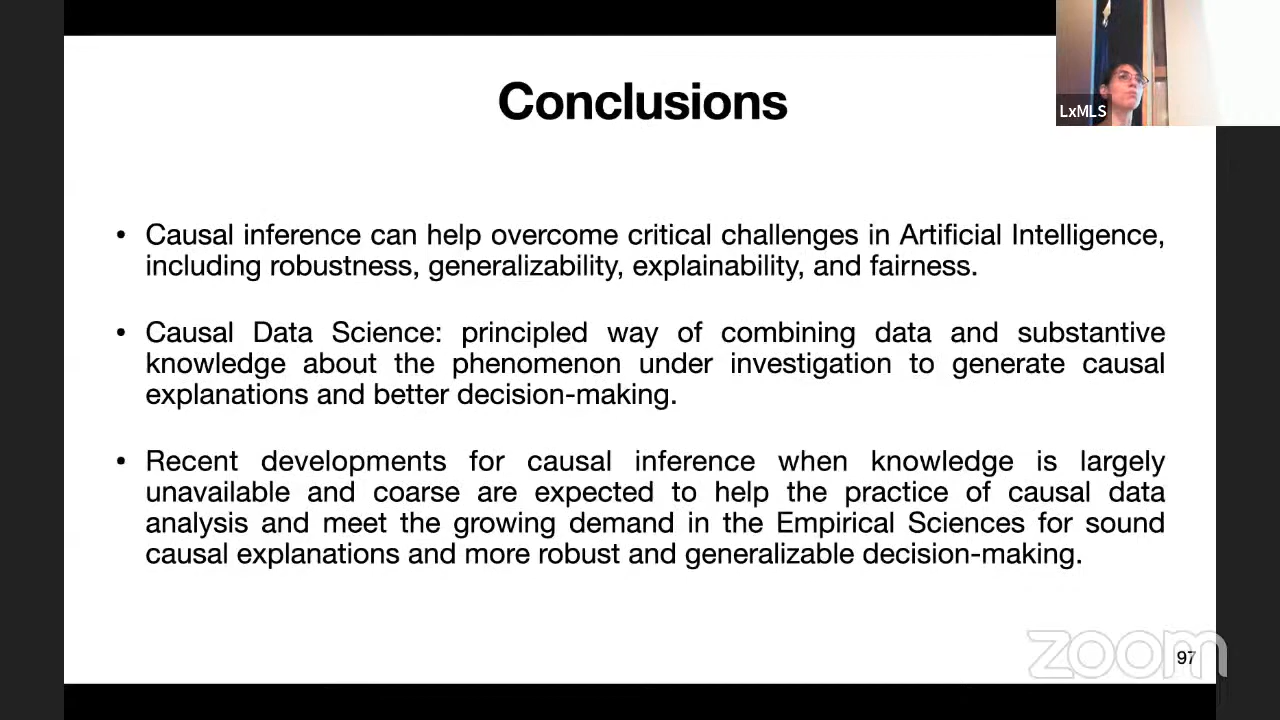 Conclusions
LxMLS
• Causal inference can help overcome critical challenges in Artificial Intelligence,
including robustness, generalizability, explainability, and fairness.
• Causal Data Science: principled way of combining data and substantive
knowledge about the phenomenon under investigation to generate causal
explanations and better decision-making.
• Recent developments for causal inference when knowledge is largely
unavailable and coarse are expected to help the practice of causal data
analysis and meet the growing demand in the Empirical Sciences for sound
causal explanations and more robust and generalizable decision-making.
zoom
97